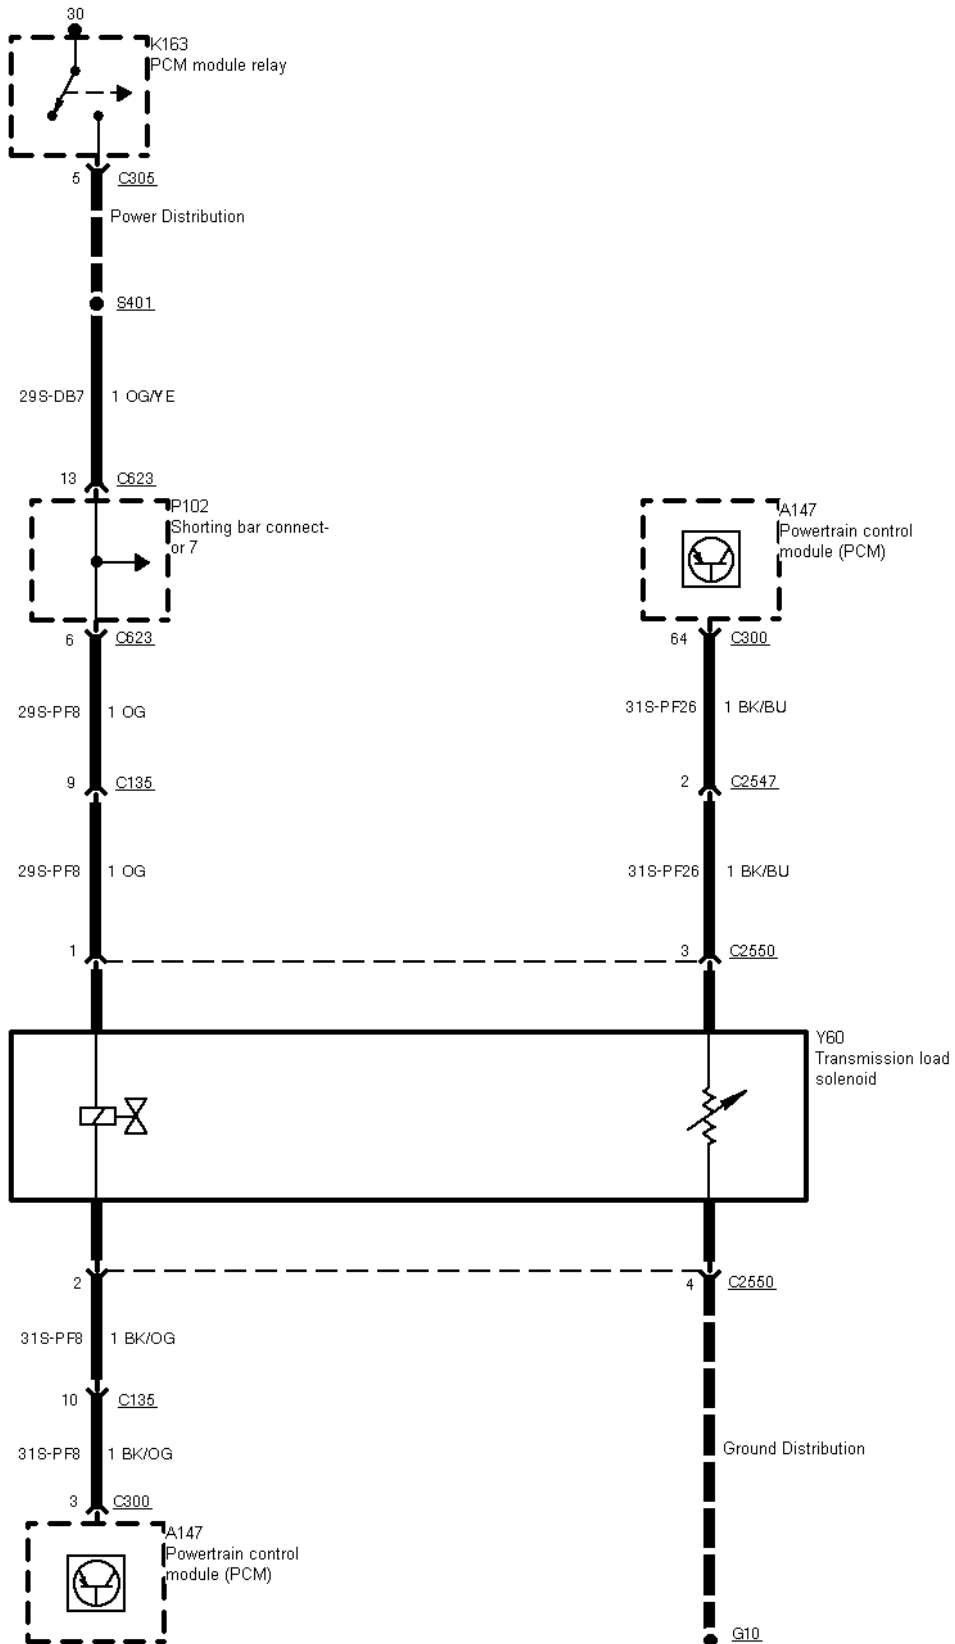 30
K163
PCM module relay
5 C305
Power Distribution
S401
29S-DB7 1 OG/YE
13 C623
P102
Shorting bar connect-
or 7
A147
Powertrain control
module (PCM)
6 C623
64 C300
29S-PF8 1 OG
31S-PF26 1 BK/BU
9 C135
2 C2547
29S-PF8 1 OG
31S-PF26 1 BK/BU
1
3 C2550
Y60
Transmission load
solenoid
2
4 C2550
31S-PF8 1 BK/OG
10 C135
31S-PF8 1 BK/OG
Ground Distribution
3 C300
A147
Powertrain control
module (PCM)
G10